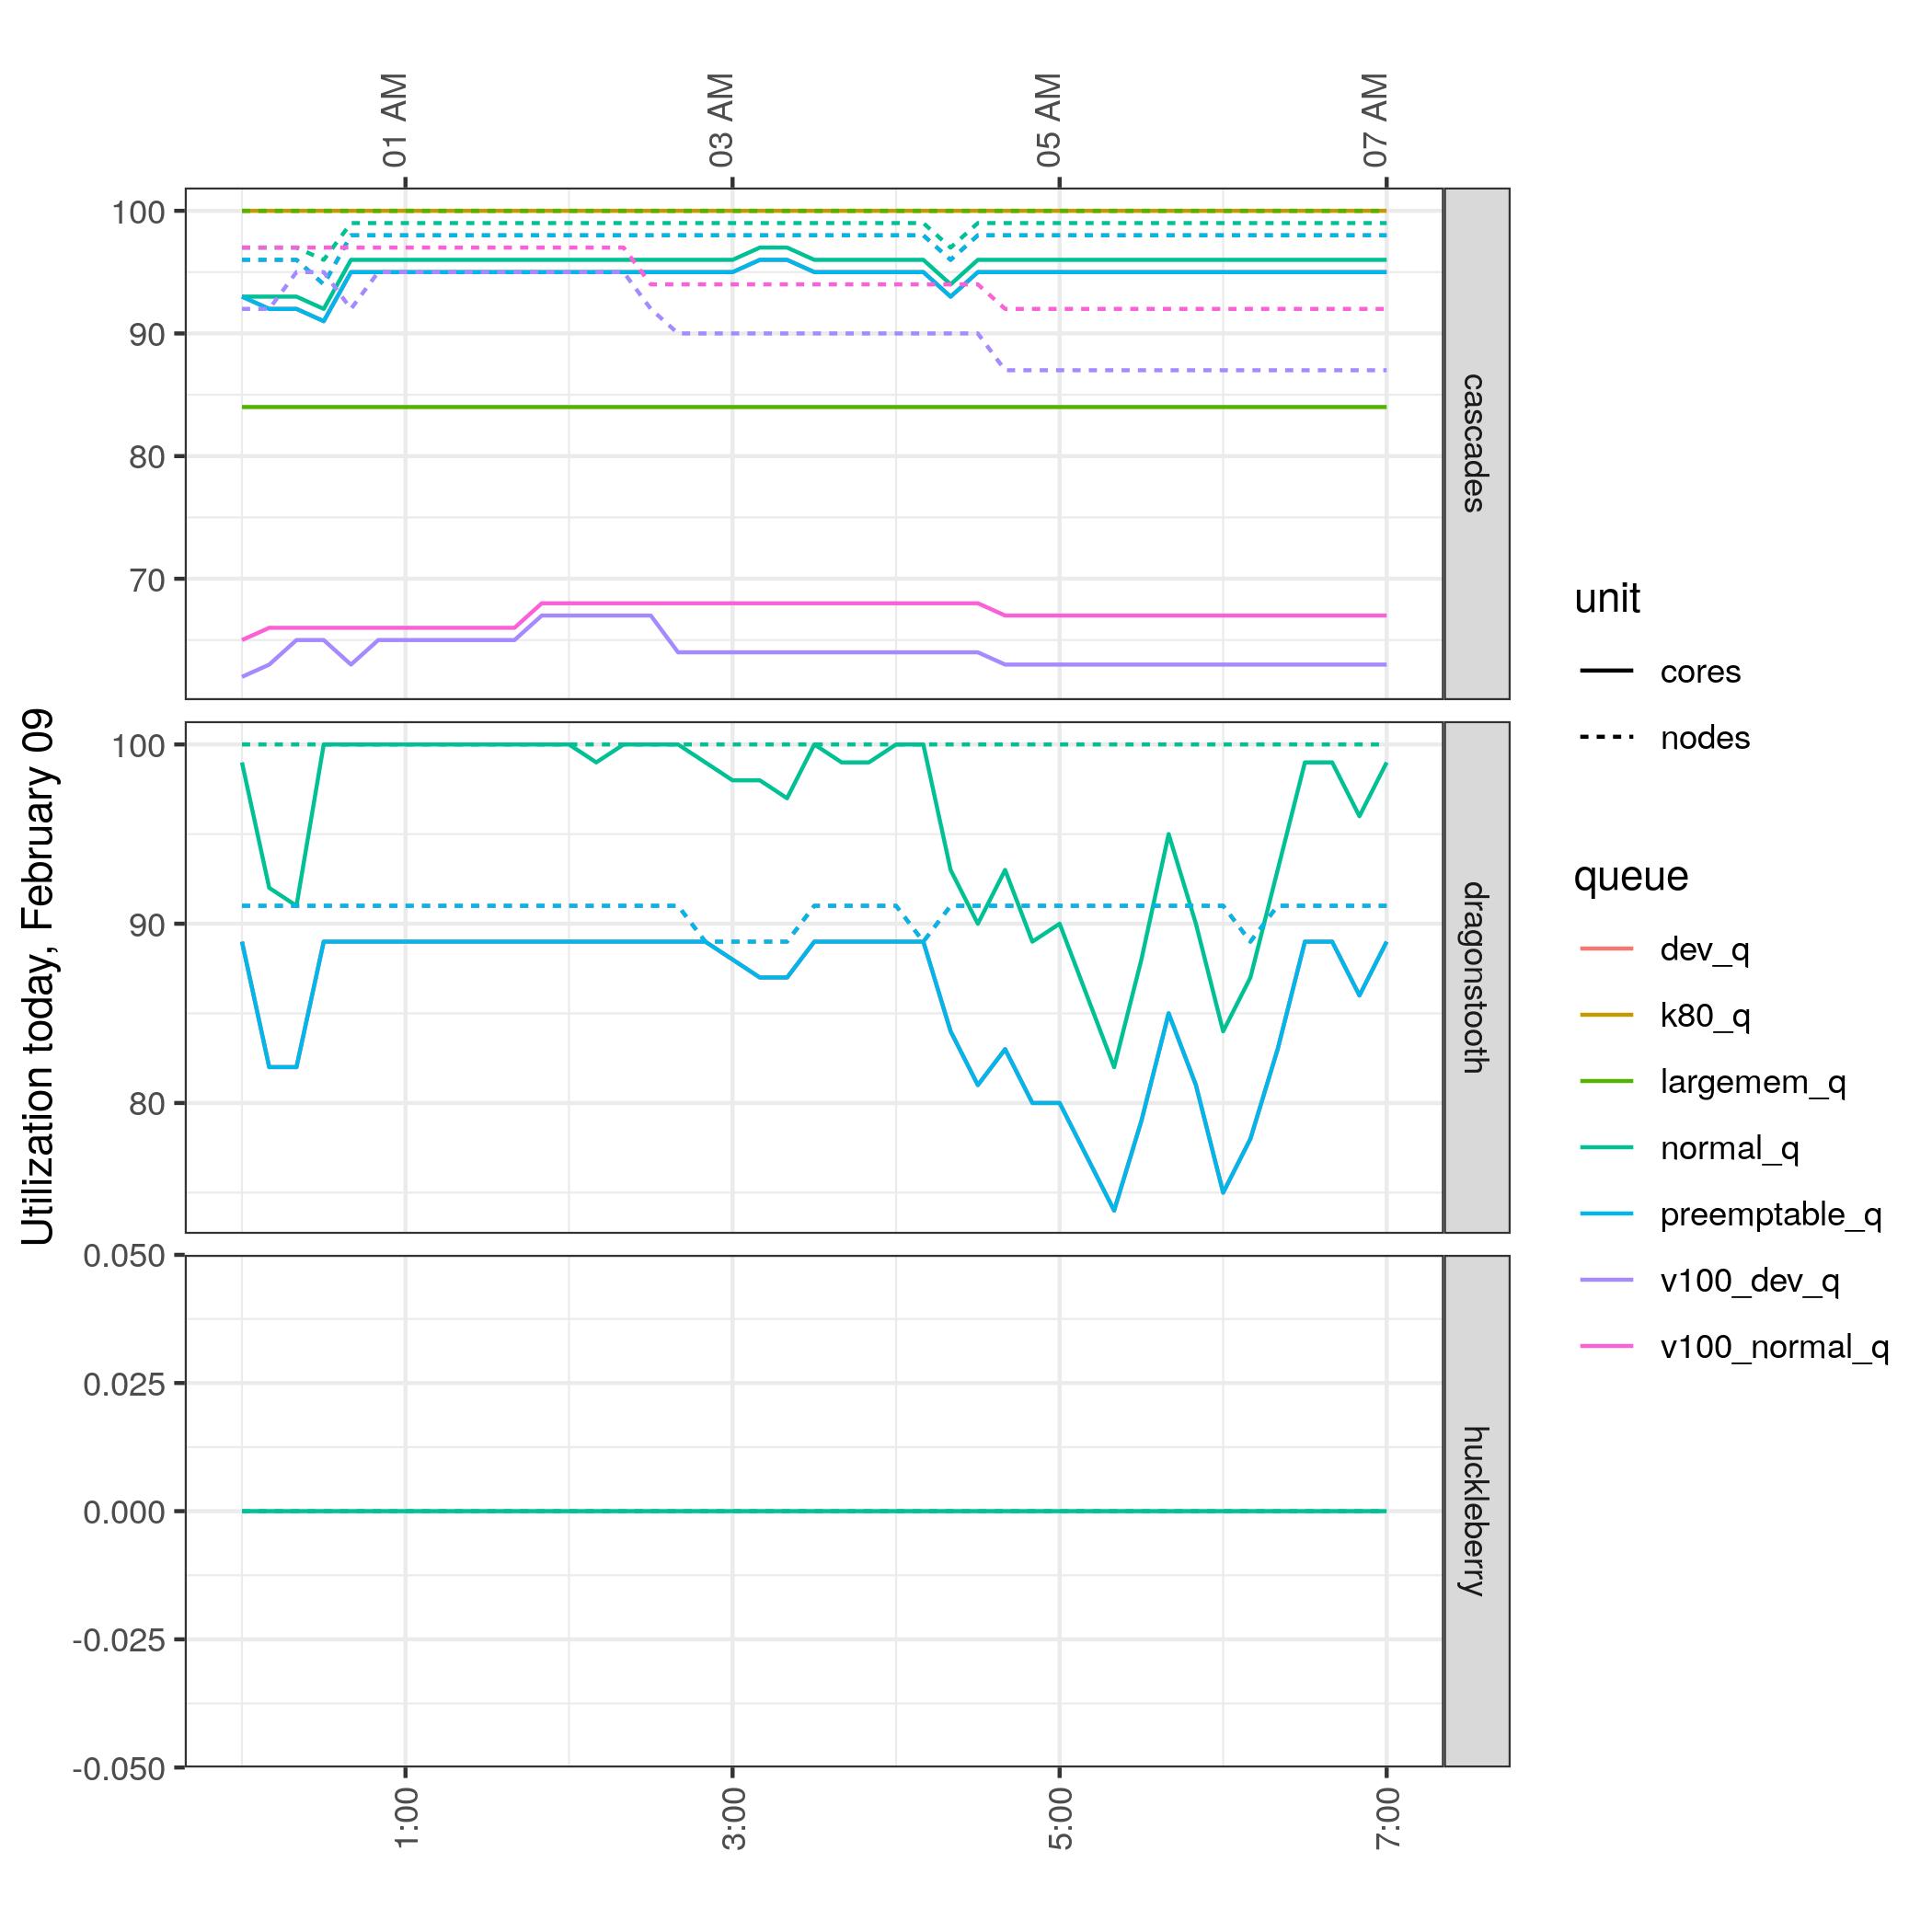 01 AM
03 AM
05 AM
07 AM
Utilization today, February 09
100
90
80
70
cascades
100
90
80
dragonstooth
0.050
0.025
0.000
-0.025
-0.050
huckleberry
1:00
3:00
5:00
7:00
unit
cores
nodes
queue
dev_q
k80_q
largemem_q
normal_q
preemptable_q
v100_dev_q
v100_normal_q